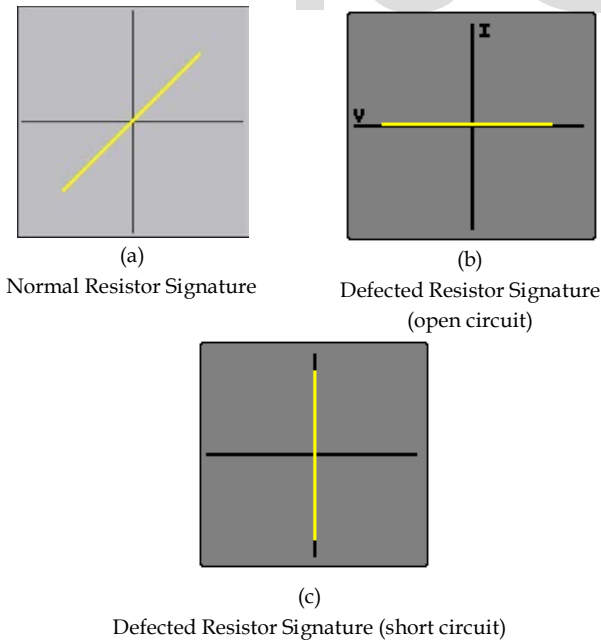 I
V
(a)
Normal Resistor Signature
(b)
Defected Resistor Signature
(open circuit)
(c)
Defected Resistor Signature (short circuit)